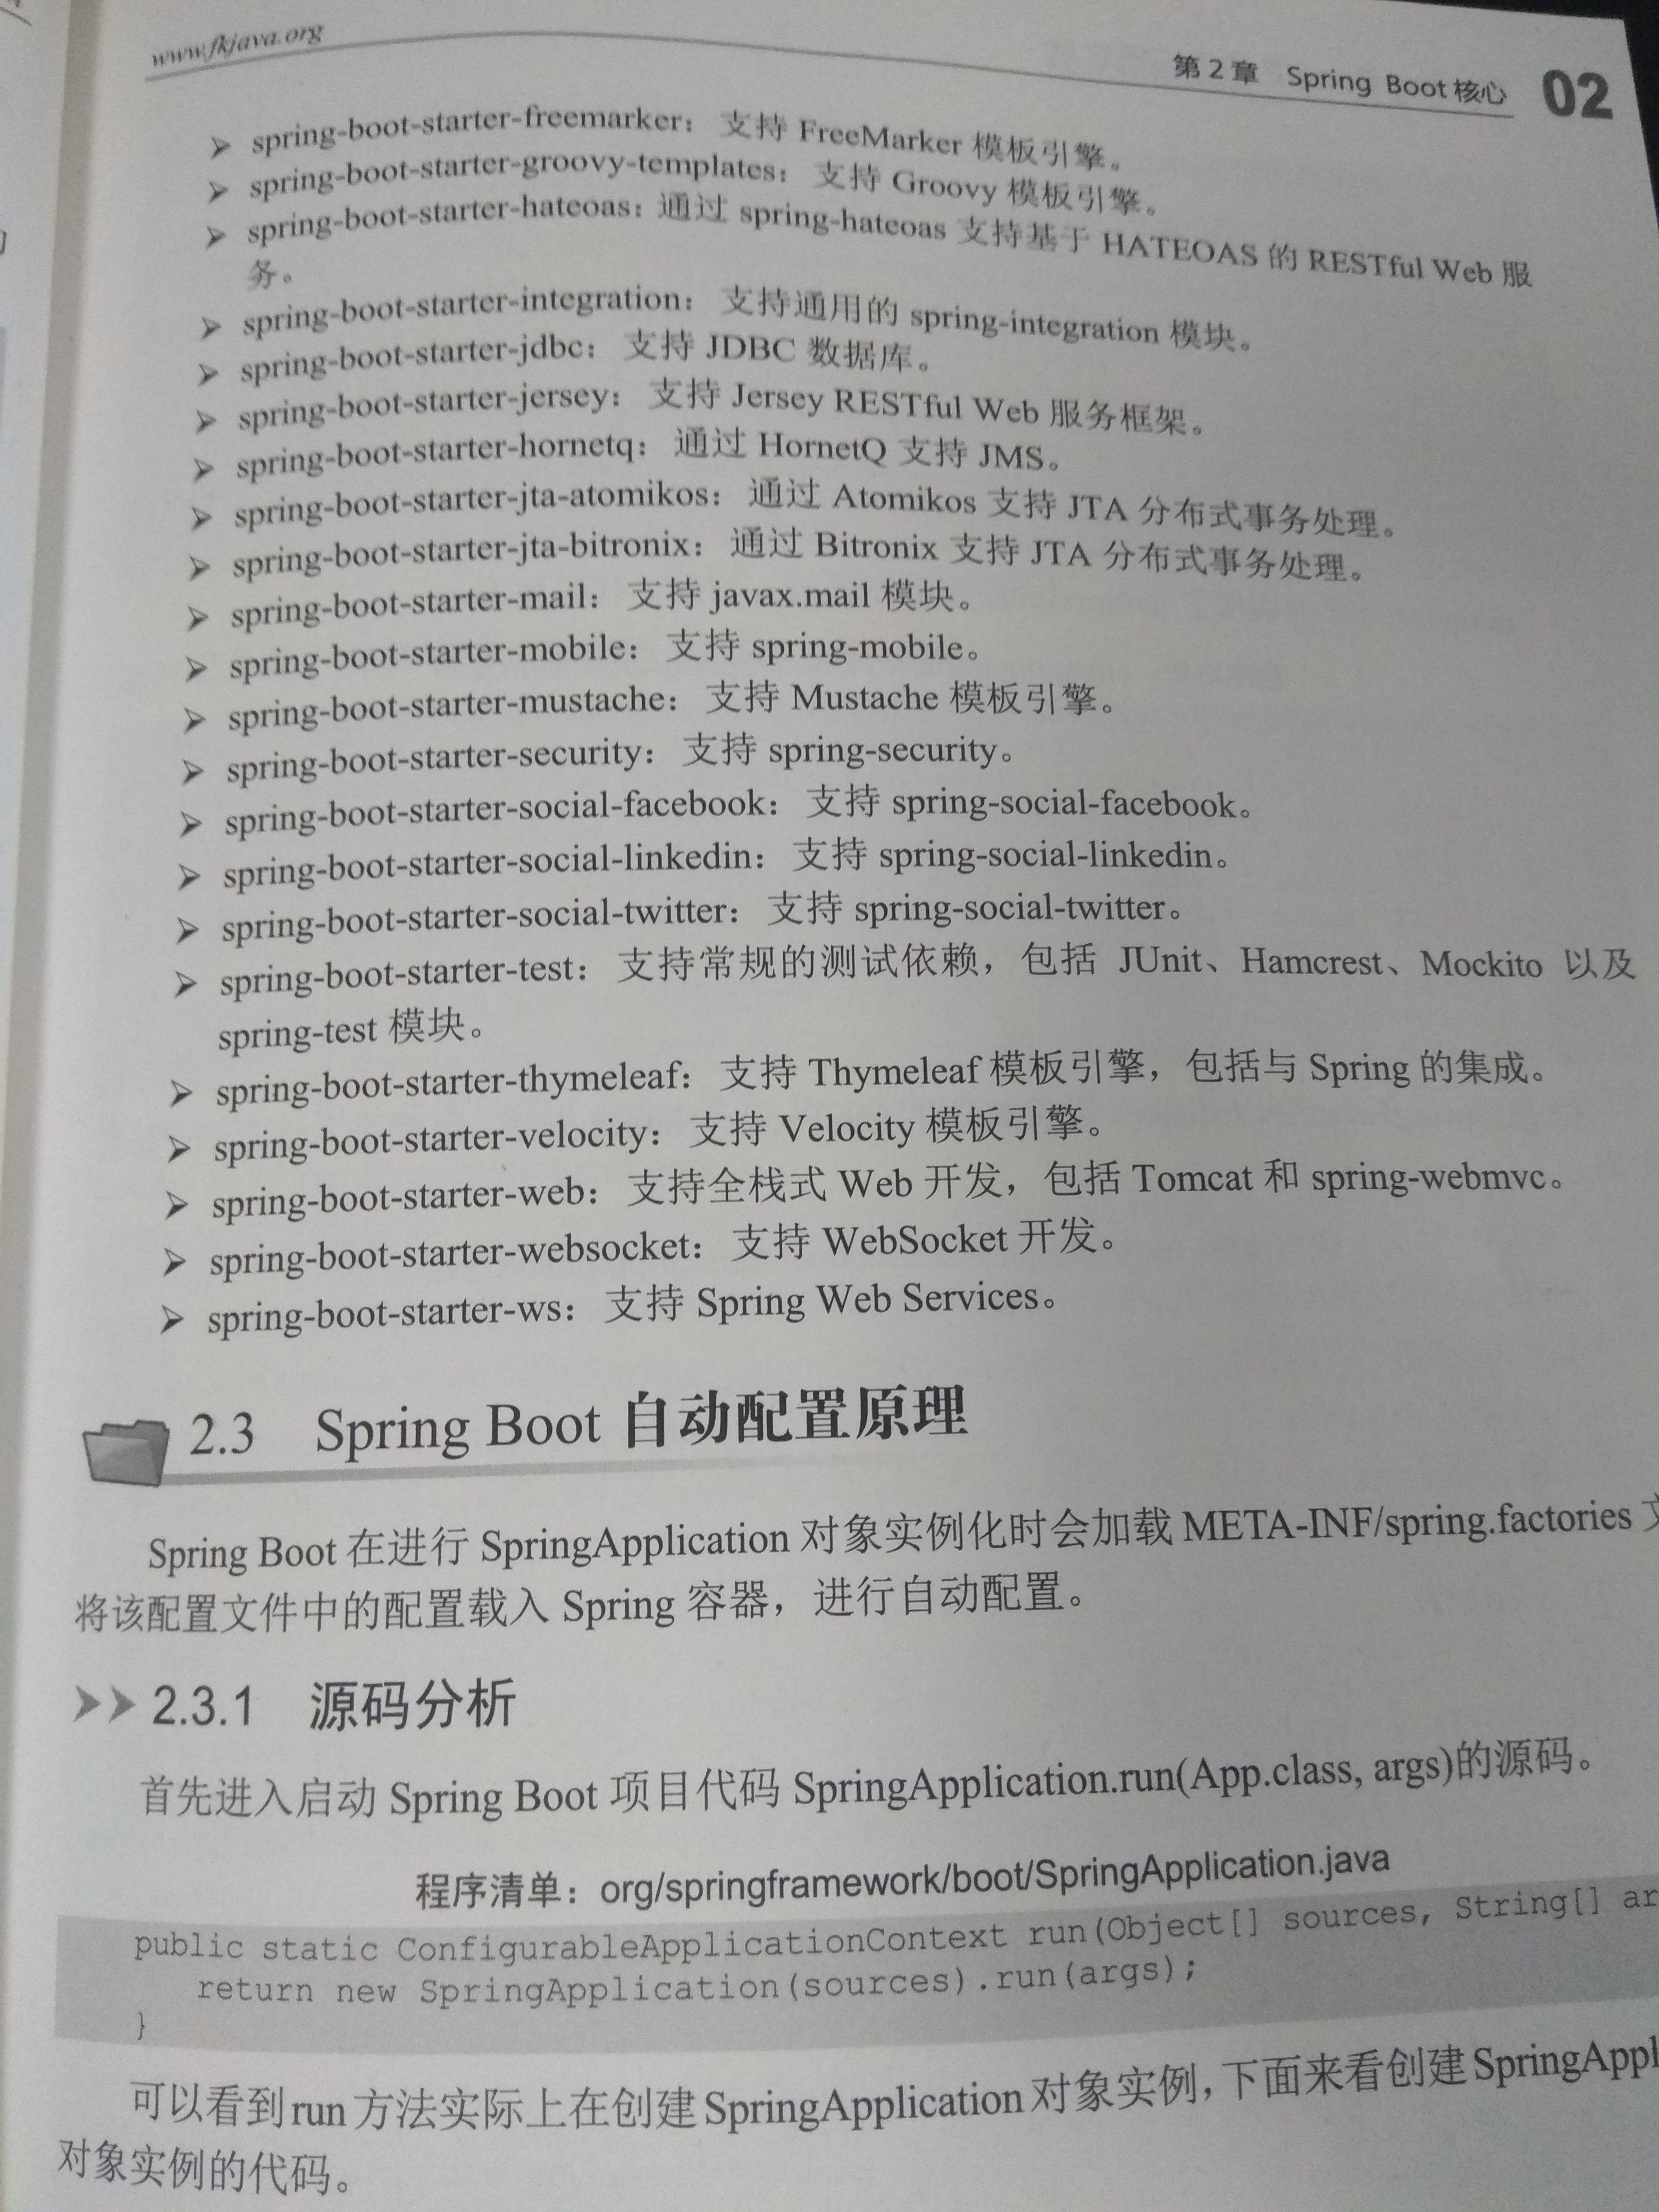 www.fkjava.org
第2章 Spring Boot核心 02
➢ spring-boot-starter-freemarker：支持 FreeMarker 模板引擎。
➢ spring-boot-starter-groovy-templates：支持 Groovy 模板引擎。
➢ spring-boot-starter-hateoas：通过 spring-hateoas 支持基于 HATEOAS 的 RESTful Web 服
务。
➢ spring-boot-starter-integration：支持通用的 spring-integration 模块。
➢ spring-boot-starter-jdbc：支持 JDBC 数据库。
➢ spring-boot-starter-jersey：支持 Jersey RESTful Web 服务框架。
➢ spring-boot-starter-hornetq：通过 HornetQ 支持 JMS。
➢ spring-boot-starter-jta-atomikos：通过 Atomikos 支持 JTA 分布式事务处理。
➢ spring-boot-starter-jta-bitronix：通过 Bitronix 支持 JTA 分布式事务处理。
➢ spring-boot-starter-mail：支持 javax.mail 模块。
➢ spring-boot-starter-mobile：支持 spring-mobile。
➢ spring-boot-starter-mustache：支持 Mustache 模板引擎。
➢ spring-boot-starter-security：支持 spring-security。
➢ spring-boot-starter-social-facebook：支持 spring-social-facebook。
➢ spring-boot-starter-social-linkedin：支持 spring-social-linkedin。
➢ spring-boot-starter-social-twitter：支持 spring-social-twitter。
➢ spring-boot-starter-test：支持常规的测试依赖，包括 JUnit、Hamcrest、Mockito 以及
spring-test 模块。
➢ spring-boot-starter-thymeleaf：支持 Thymeleaf 模板引擎，包括与 Spring 的集成。
➢ spring-boot-starter-velocity：支持 Velocity 模板引擎。
➢ spring-boot-starter-web：支持全栈式 Web 开发，包括 Tomcat 和 spring-webmvc。
➢ spring-boot-starter-websocket：支持 WebSocket 开发。
➢ spring-boot-starter-ws：支持 Spring Web Services。
2.3 Spring Boot 自动配置原理
Spring Boot 在进行 SpringApplication 对象实例化时会加载 META-INF/spring.factories
将该配置文件中的配置载入 Spring 容器，进行自动配置。
2.3.1 源码分析
首先进入启动 Spring Boot 项目代码 SpringApplication.run(App.class, args)的源码。
程序清单：org/springframework/boot/SpringApplication.java
public static ConfigurableApplicationContext run(Object[] sources, String[] ar
return new SpringApplication(sources).run(args);
}
可以看到 run 方法实际上在创建 SpringApplication 对象实例，下面来看创建 SpringAppl
对象实例的代码。